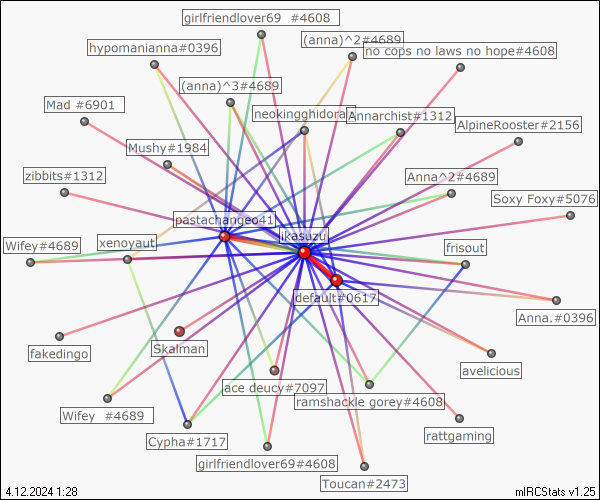 girlfriendlover69  #4608
(anna)^2#4689
hypomanianna#0396
no cops no laws no hope#4608
(anna)^3#4689
Mad #6901
neokingghidora
Annarchist#1312
AlpineRooster#2156
Mushy#1984
zibbits#1312
Anna^2#4689
Soxy Foxy#5076
pastachangeo41
ikasuzu
Wifey#4689
xenoyaut
frisout
default#0617
Anna.#0396
fakedingo
Skalman
avelicious
ace deucy#7097
ramshackle gorey#4608
Wifey  #4689
rattgaming
Cypha#1717
girlfriendlover69#4608
Toucan#2473
4.12.2024 1:28
mIRCStats v1.25